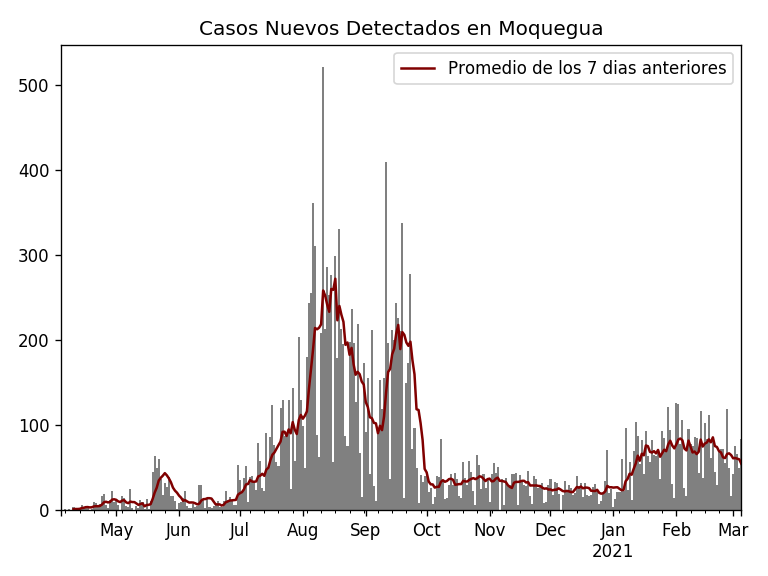 Casos Nuevos Detectados en Moquegua
Promedio de los 7 dias anteriores
500
400
300
200
100
0
May Jun Jul Aug Sep Oct Nov Dec Jan Feb Mar
2021